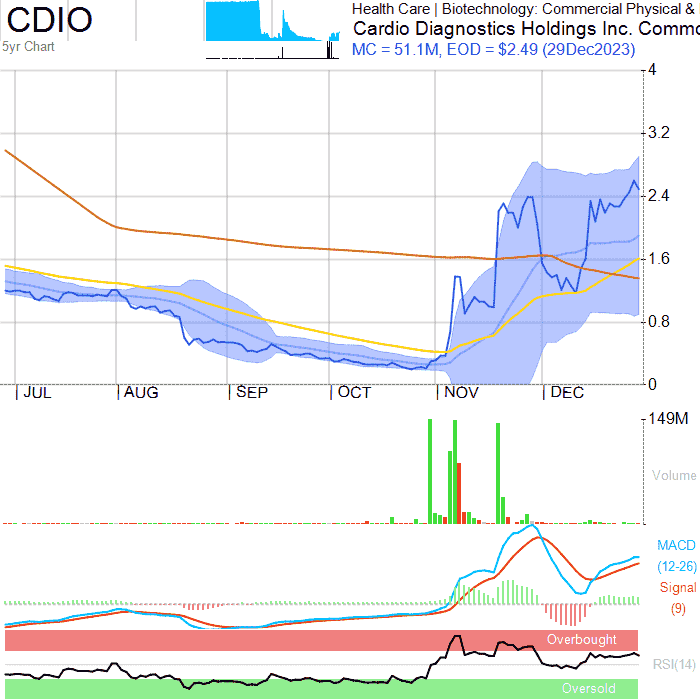 CDIO
5yr Chart
Health Care | Biotechnology: Commercial Physical &
Cardio Diagnostics Holdings Inc. Commo
MC = 51.1M, EOD = $2.49 (29Dec2023)
4
3.2
2.4
1.6
0.8
0
JUL AUG SEP OCT NOV DEC
149M
Volume
MACD
(12-26)
Signal
(9)
Overbought
RSI(14)
Oversold